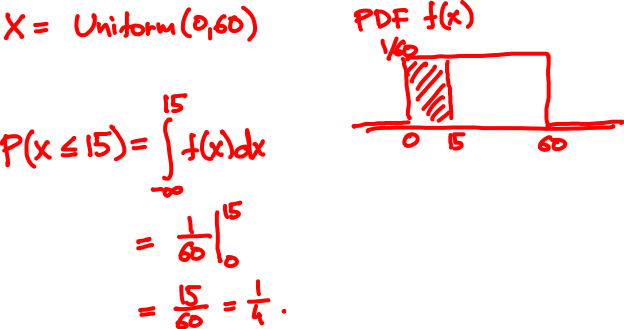 X = Uniform(0,60)
PDF f(x)
1/60
0 15 60
P(x ≤ 15) = ∫_{-∞}^{15} f(x)dx
= 1/60 |_0^{15}
= 15/60 = 1/4.